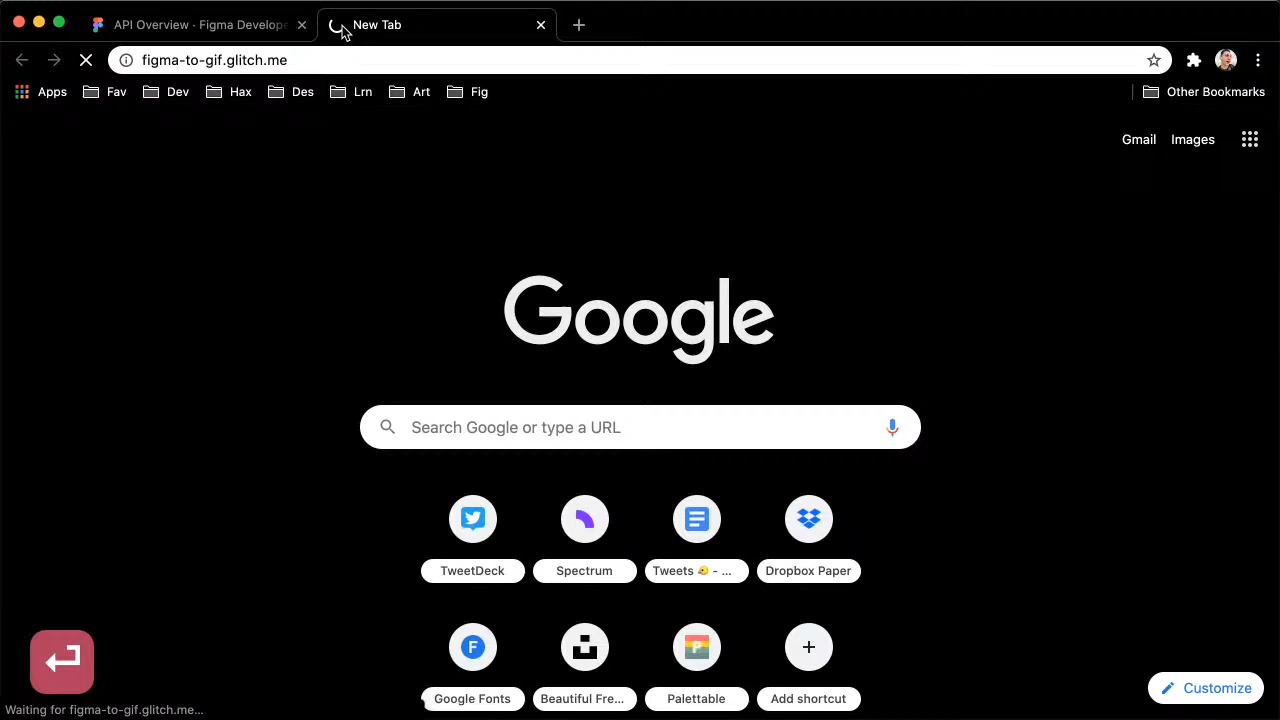 API Overview · Figma Develope
New Tab
figma-to-gif.glitch.me
Apps
Fav
Dev
Hax
Des
Lrn
Art
Fig
Other Bookmarks
Gmail
Images
Google
Search Google or type a URL
TweetDeck
Spectrum
Tweets 🤌 - ...
Dropbox Paper
F
P
Google Fonts
Beautiful Fre...
Palettable
Add shortcut
Customize
Waiting for figma-to-gif.glitch.me...